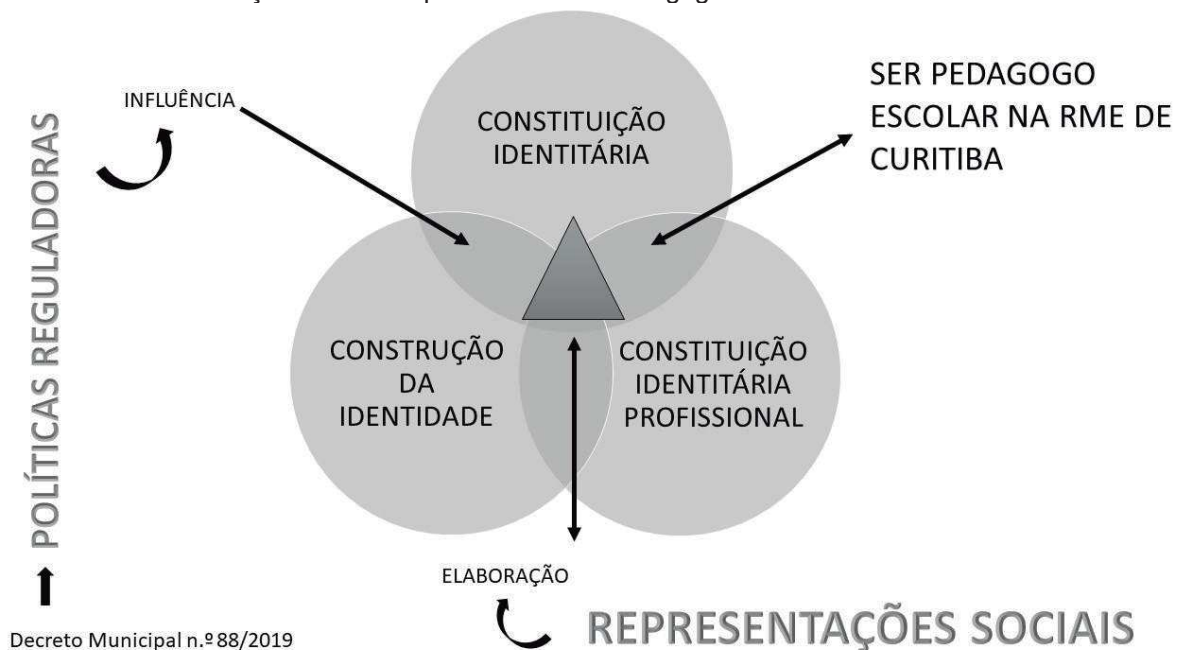 INFLUÊNCIA
SER PEDAGOGO
ESCOLAR NA RME DE
CURITIBA
CONSTITUIÇÃO
IDENTITÁRIA
POLÍTICAS REGULADORAS
CONSTRUÇÃO
DA
IDENTIDADE
CONSTITUIÇÃO
IDENTITÁRIA
PROFISSIONAL
ELABORAÇÃO
REPRESENTAÇÕES SOCIAIS
Decreto Municipal n.º 88/2019